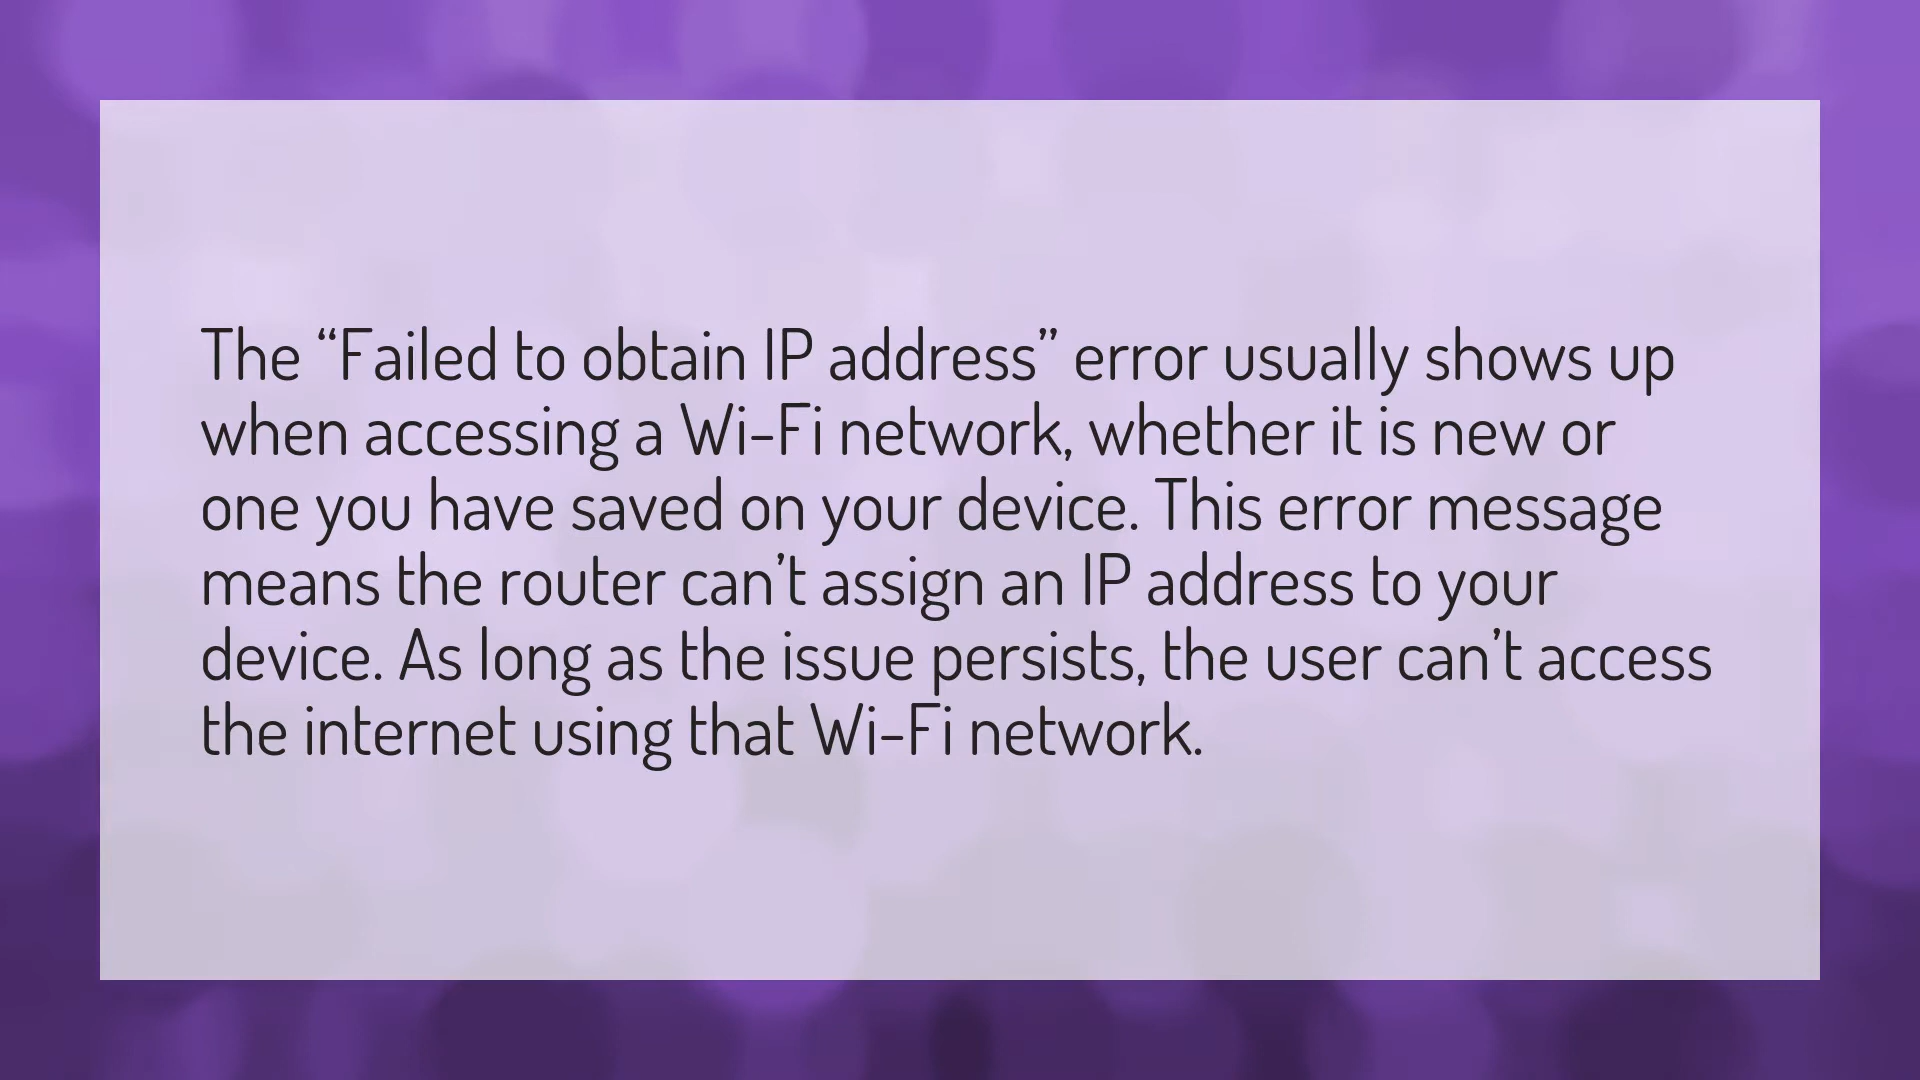 The “Failed to obtain IP address” error usually shows up
when accessing a Wi-Fi network, whether it is new or
one you have saved on your device. This error message
means the router can’t assign an IP address to your
device. As long as the issue persists, the user can’t access
the internet using that Wi-Fi network.